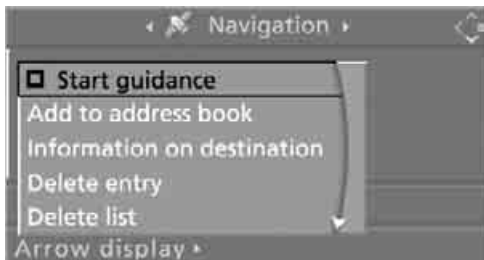 Navigation
Start guidance
Add to address book
Information on destination
Delete entry
Delete list
Arrow display